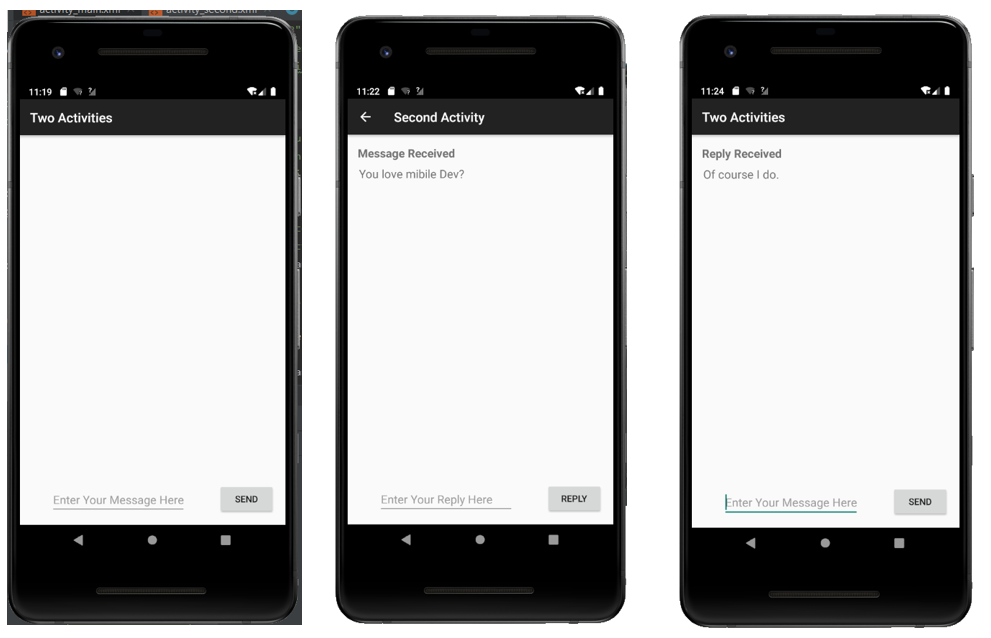 activity_main.xml activity_second.xml
11:19
Two Activities
Enter Your Message Here
SEND
11:22
Second Activity
Message Received
You love mibile Dev?
Enter Your Reply Here
REPLY
11:24
Two Activities
Reply Received
Of course I do.
Enter Your Message Here
SEND